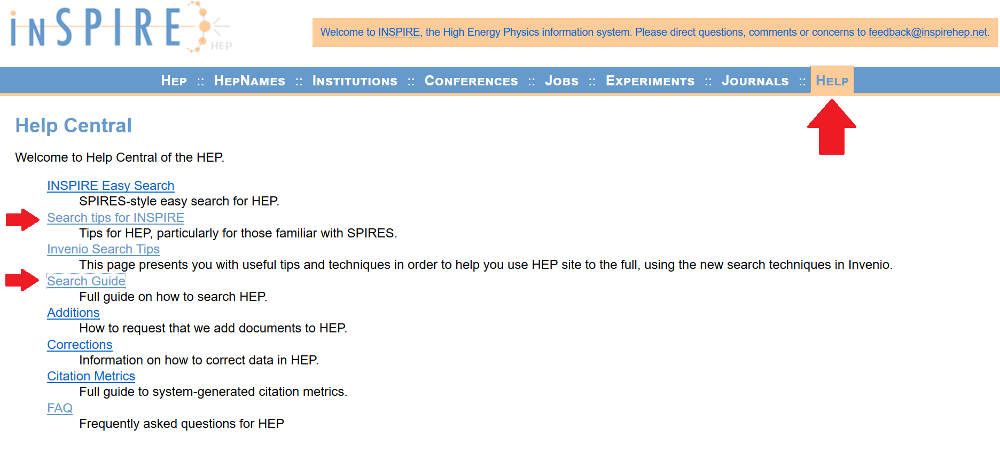 inSPIRE HEP
Welcome to INSPIRE, the High Energy Physics information system. Please direct questions, comments or concerns to feedback@inspirehep.net.
HEP :: HEPNAMES :: INSTITUTIONS :: CONFERENCES :: JOBS :: EXPERIMENTS :: JOURNALS :: HELP
Help Central
Welcome to Help Central of the HEP.
INSPIRE Easy Search
SPIRES-style easy search for HEP.
Search tips for INSPIRE
Tips for HEP, particularly for those familiar with SPIRES.
Invenio Search Tips
This page presents you with useful tips and techniques in order to help you use HEP site to the full, using the new search techniques in Invenio.
Search Guide
Full guide on how to search HEP.
Additions
How to request that we add documents to HEP.
Corrections
Information on how to correct data in HEP.
Citation Metrics
Full guide to system-generated citation metrics.
FAQ
Frequently asked questions for HEP